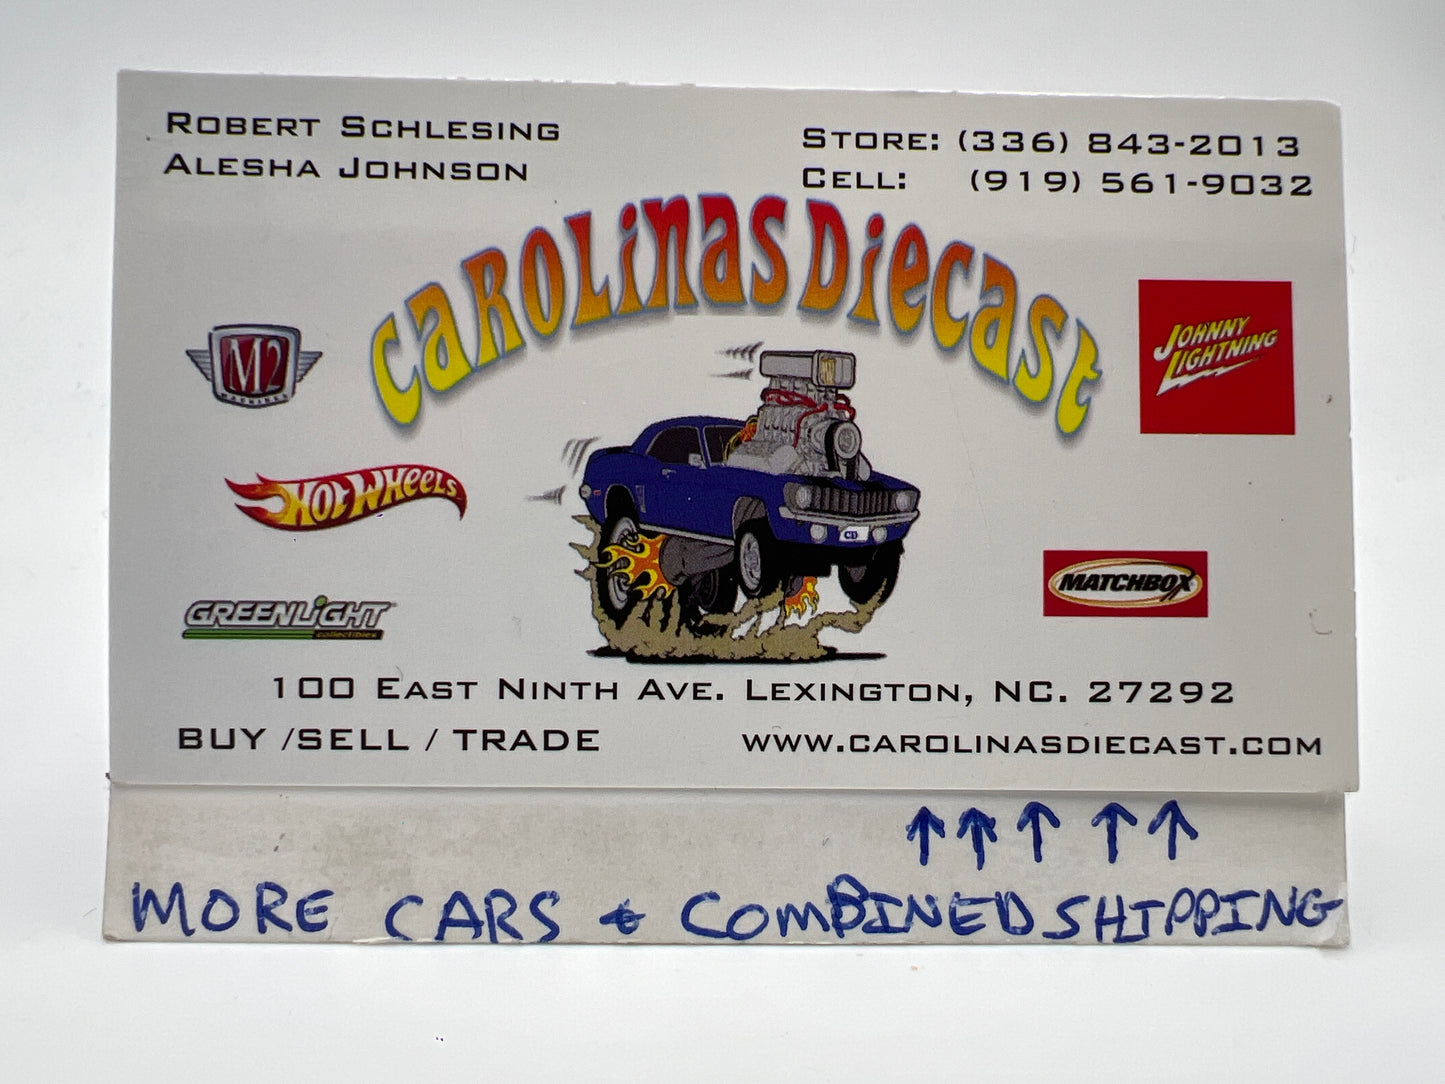 ROBERT SCHLESING
ALESHA JOHNSON
STORE: (336) 843-2013
CELL: (919) 561-9032
CAROLINAS DIECAST
M2
MACHINES
JOHNNY
LIGHTNING
HOT WHEELS
MATCHBOX
GREENLIGHT
collectibles
100 EAST NINTH AVE. LEXINGTON, NC. 27292
BUY /SELL / TRADE
WWW.CAROLINASDIECAST.COM
↑ ↑ ↑ ↑ ↑
MORE CARS & COMBINED SHIPPING